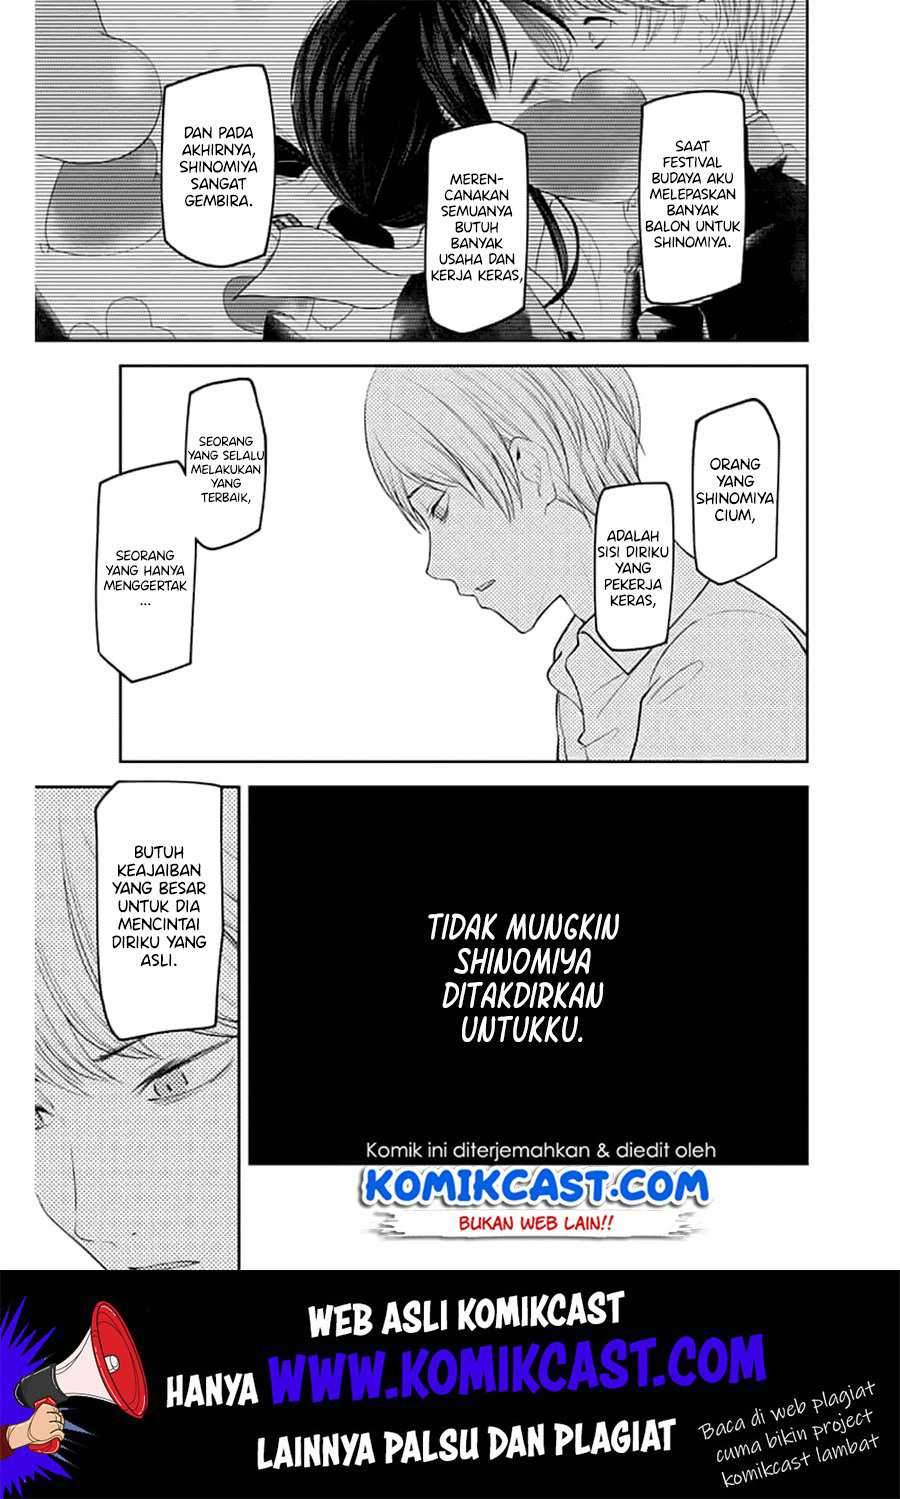 SAAT
FESTIVAL
BUDAYA AKU
MELEPASKAN
BANYAK
BALON UNTUK
SHINOMIYA.
MEREN-
CANAKAN
SEMUANYA
BUTUH
BANYAK
USAHA DAN
KERJA KERAS,
DAN PADA
AKHIRNYA,
SHINOMIYA
SANGAT
GEMBIRA.
ORANG
YANG
SHINOMIYA
CIUM,
ADALAH
SISI DIRIKU
YANG
PEKERJA
KERAS,
SEORANG
YANG SELALU
MELAKUKAN
YANG
TERBAIK,
SEORANG
YANG HANYA
MENGGERTAK
...
TIDAK MUNGKIN
SHINOMIYA
DITAKDIRKAN
UNTUKKU.
BUTUH
KEAJAIBAN
YANG BESAR
UNTUK DIA
MENCINTAI
DIRIKU YANG
ASLI.
Komik ini diterjemahkan & diedit oleh
KOMIKCAST.COM
BUKAN WEB LAIN!!
WEB ASLI KOMIKCAST
HANYA WWW.KOMIKCAST.COM
LAINNYA PALSU DAN PLAGIAT
Baca di web plagiat
cuma bikin project
komikcast lambat